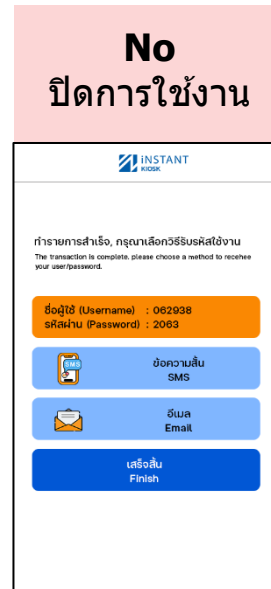 No
ปิดการใช้งาน
INSTANT
KIOSK
ทำรายการสำเร็จ, กรุณาเลือกวิธีรับรหัสใช้งาน
The transaction is complete. please choose a method to recehee
your user/password.
ชื่อผู้ใช้ (Username) : 062938
รหัสผ่าน (Password) : 2063
SMS
ข้อความสั้น
SMS
อีเมล
Email
เสร็จสิ้น
Finish